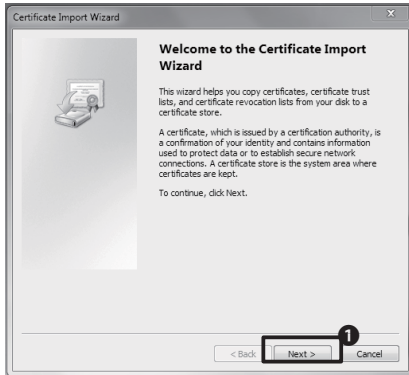 Certificate Import Wizard
x
Welcome to the Certificate Import
Wizard
This wizard helps you copy certificates, certificate trust
lists, and certificate revocation lists from your disk to a
certificate store.
A certificate, which is issued by a certification authority, is
a confirmation of your identity and contains information
used to protect data or to establish secure network
connections. A certificate store is the system area where
certificates are kept.
To continue, click Next.
1
< Back Next > Cancel